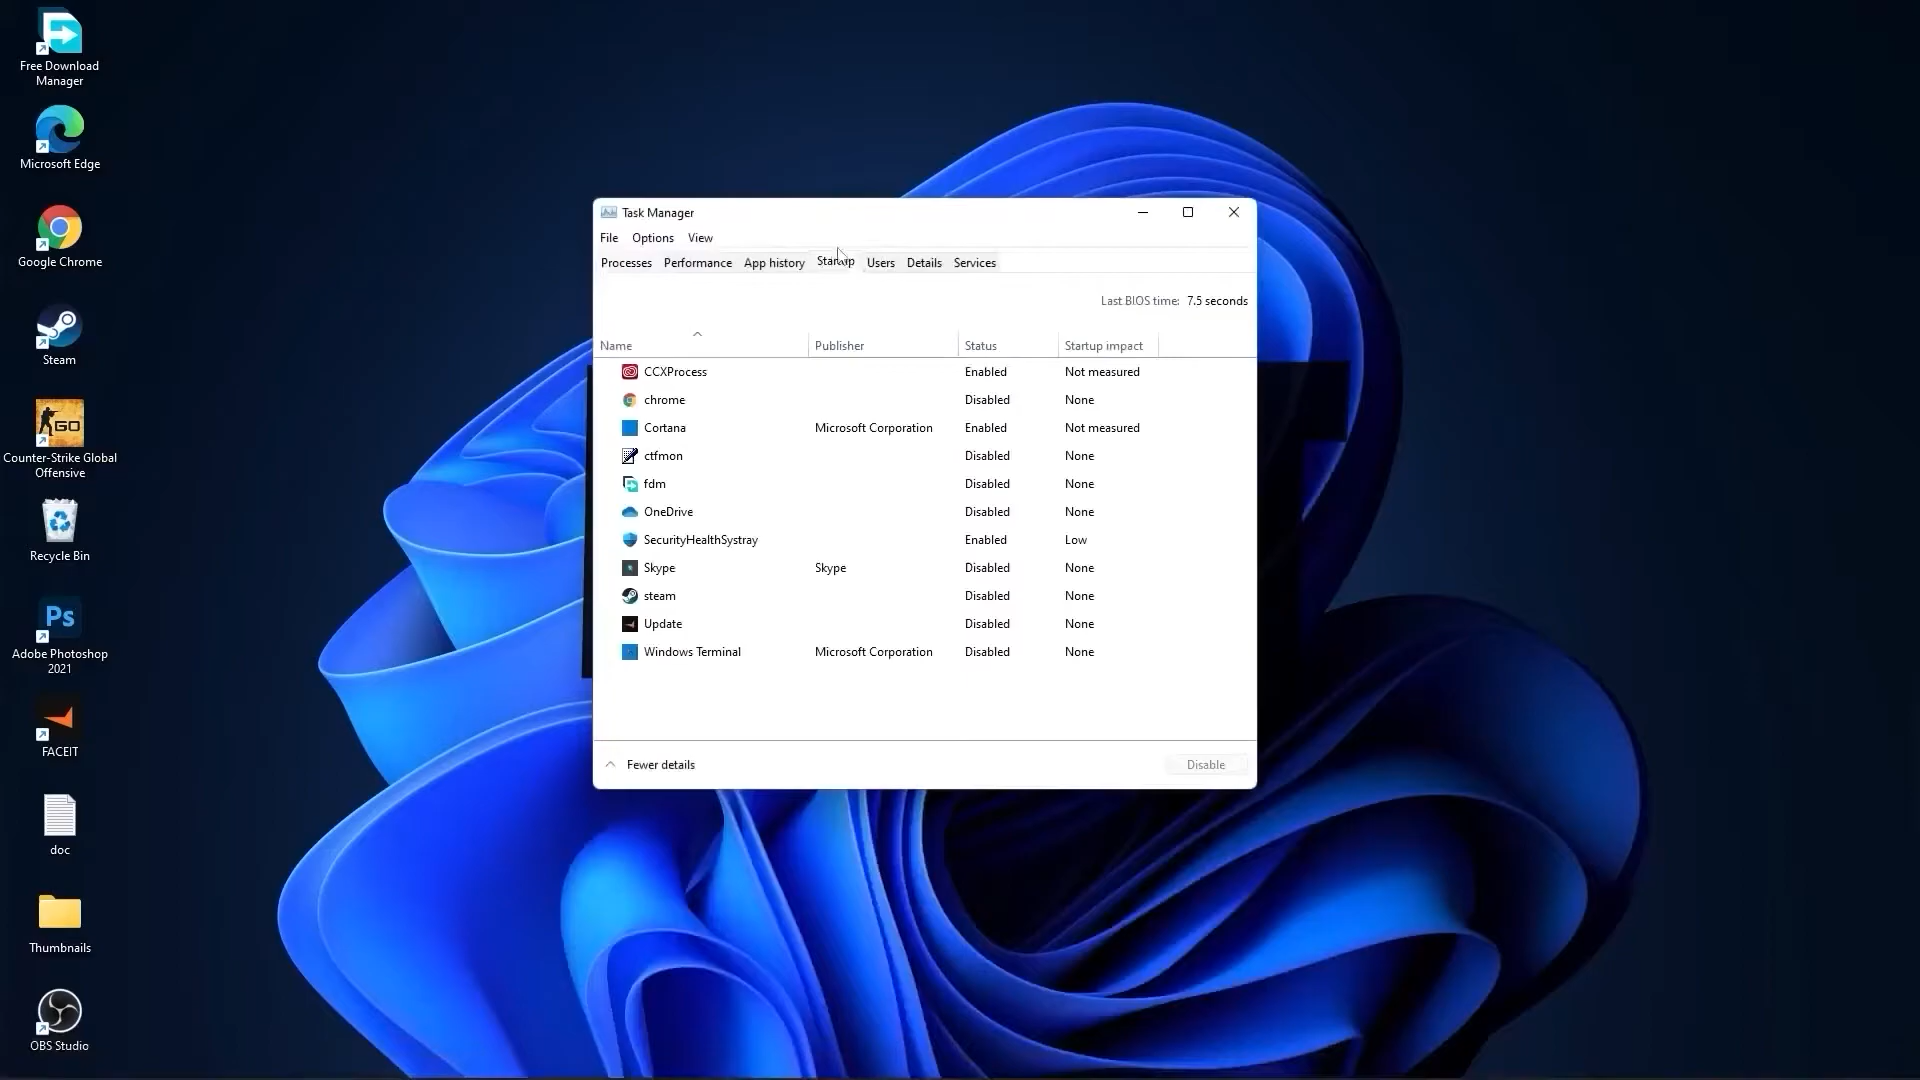 Free Download
Manager
Microsoft Edge
Google Chrome
Steam
GO
Counter-Strike Global
Offensive
Recycle Bin
Ps
Adobe Photoshop
2021
FACEIT
doc
Thumbnails
OBS Studio
Task Manager
File Options View
Processes Performance App history Startup Users Details Services
Last BIOS time: 7.5 seconds
Name Publisher Status Startup impact
CCXProcess Enabled Not measured
chrome Disabled None
Cortana Microsoft Corporation Enabled Not measured
ctfmon Disabled None
fdm Disabled None
OneDrive Disabled None
SecurityHealthSystray Enabled Low
Skype Skype Disabled None
steam Disabled None
Update Disabled None
Windows Terminal Microsoft Corporation Disabled None
Fewer details Disable